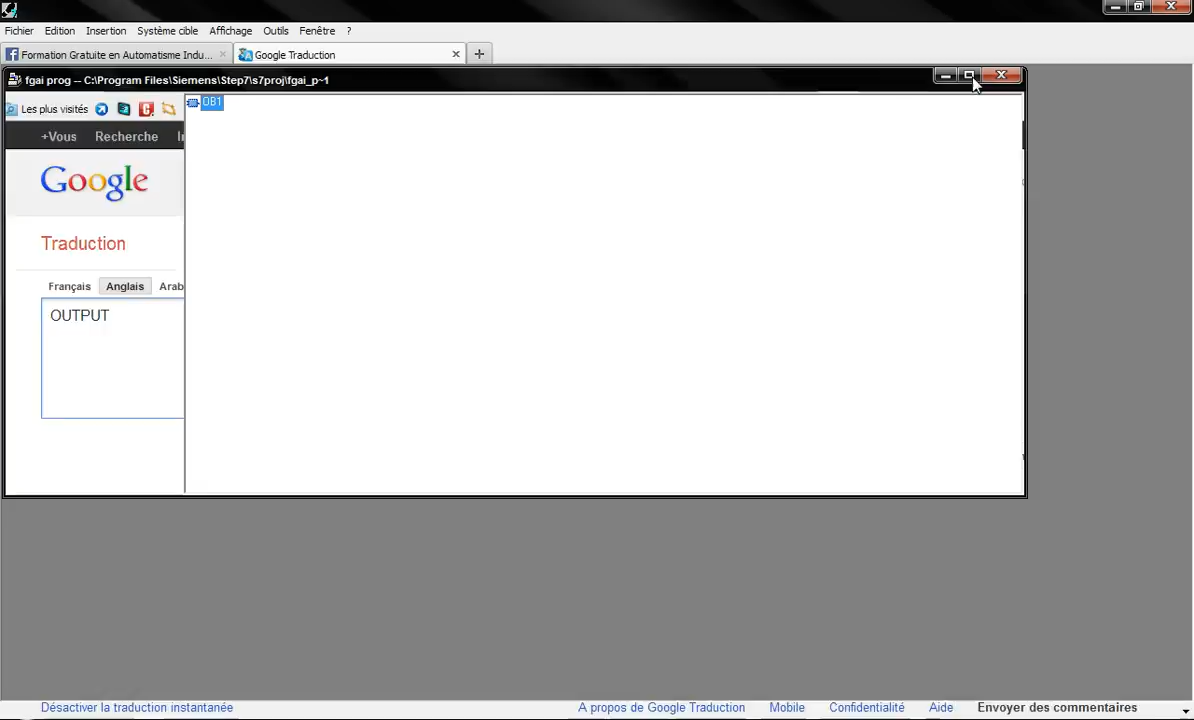 Fichier Edition Insertion Système cible Affichage Outils Fenêtre ?
Formation Gratuite en Automatisme Indu... Google Traduction
fgai prog -- C:\Program Files\Siemens\Step7\s7proj\fgai_p~1
Les plus visités
OB1
+Vous Recherche
Google
Traduction
Français Anglais Arab
OUTPUT
Désactiver la traduction instantanée A propos de Google Traduction Mobile Confidentialité Aide Envoyer des commentaires